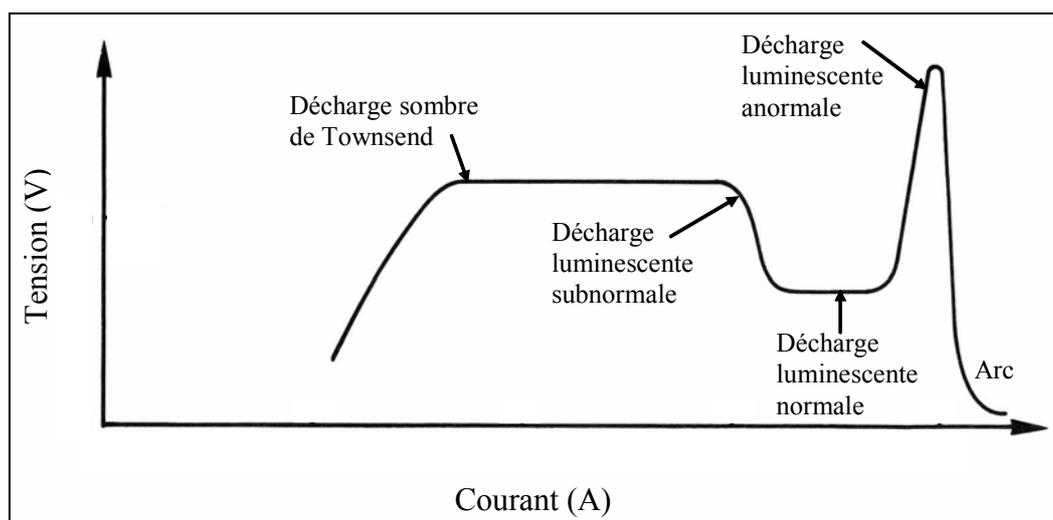 Décharge
luminescente
anormale
Décharge sombre
de Townsend
Tension (V)
Décharge
luminescente
subnormale
Décharge
luminescente
normale
Arc
Courant (A)